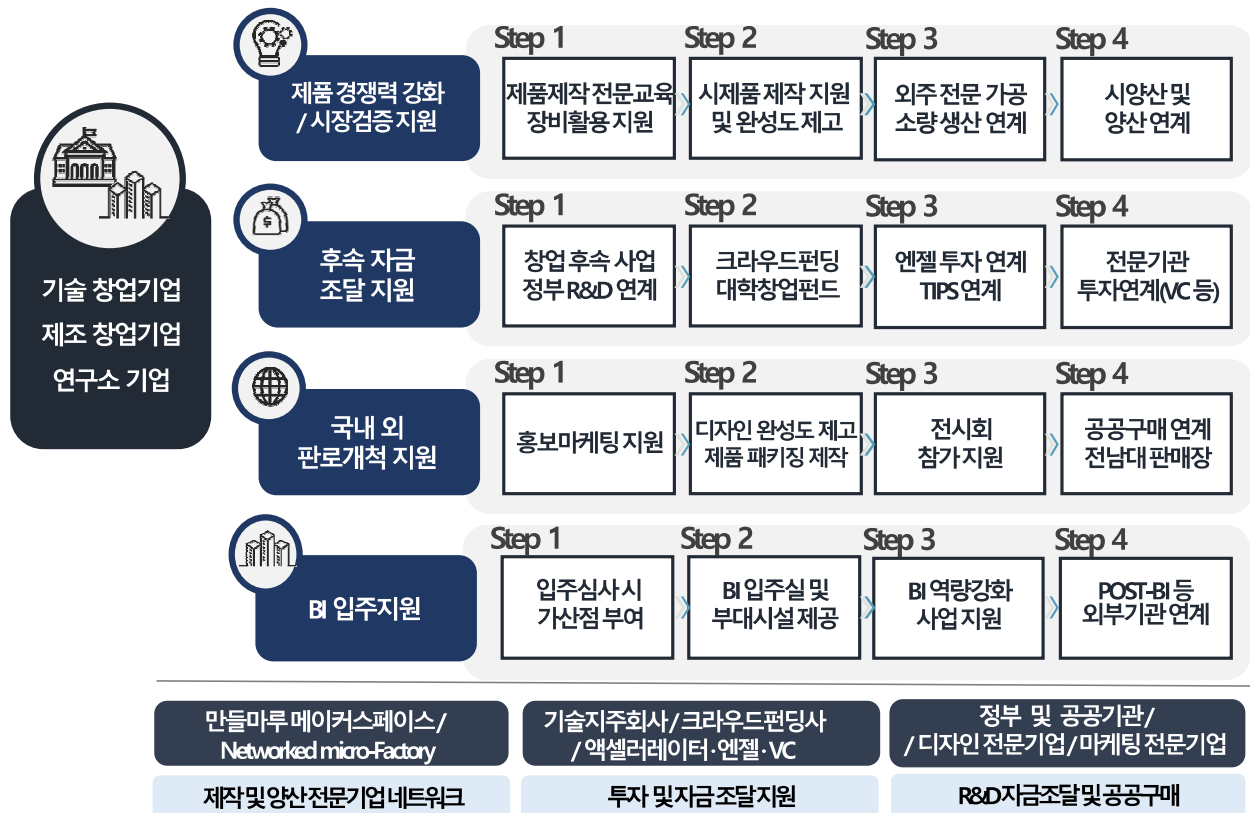 기술 창업기업
제조 창업기업
연구소 기업
제품 경쟁력 강화
/ 시장검증 지원
Step 1
제품제작 전문교육
장비활용 지원
Step 2
시제품 제작 지원
및 완성도 제고
Step 3
외주 전문 가공
소량 생산 연계
Step 4
시양산 및
양산 연계
후속 자금
조달 지원
Step 1
창업 후속 사업
정부 R&D 연계
Step 2
크라우드펀딩
대학창업펀드
Step 3
엔젤 투자 연계
TIPS 연계
Step 4
전문기관
투자연계(VC 등)
국내 외
판로개척 지원
Step 1
홍보마케팅 지원
Step 2
디자인 완성도 제고
제품 패키징 제작
Step 3
전시회
참가 지원
Step 4
공공구매 연계
전남대 판매장
BI 입주지원
Step 1
입주심사 시
가산점 부여
Step 2
BI 입주실 및
부대시설 제공
Step 3
BI 역량강화
사업 지원
Step 4
POST-BI 등
외부기관 연계
만들마루 메이커스페이스 /
Networked micro-Factory
제작 및 양산 전문기업 네트워크
기술지주회사 / 크라우드펀딩사
/ 액셀러레이터·엔젤·VC
투자 및 자금 조달 지원
정부 및 공공기관 /
/ 디자인 전문기업 / 마케팅 전문기업
R&D 자금조달 및 공공구매